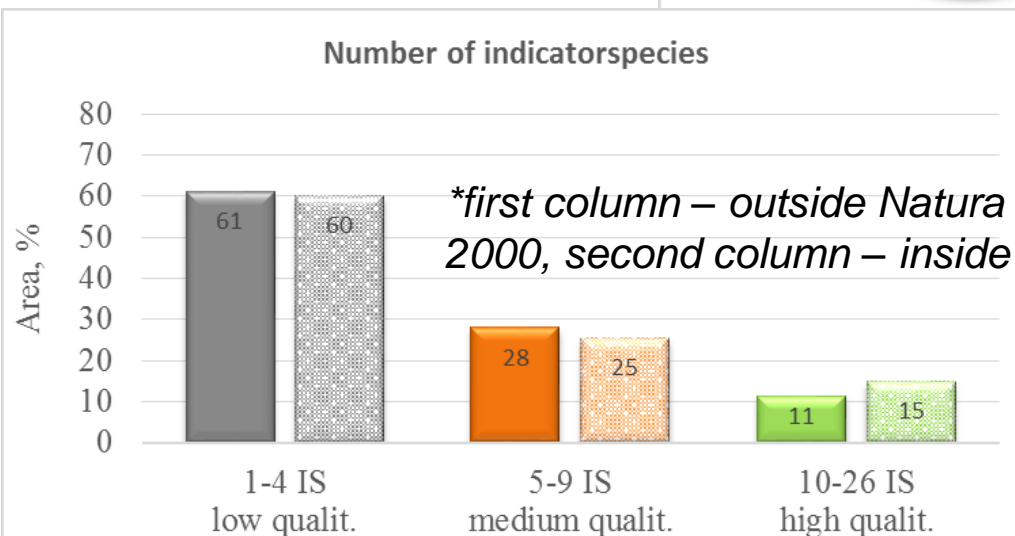 Number of indicatorspecies
80
70
60
50
40
30
20
10
0
Area, %
*first column – outside Natura
2000, second column – inside
61
60
28
25
11
15
1-4 IS
low qualit.
5-9 IS
medium qualit.
10-26 IS
high qualit.